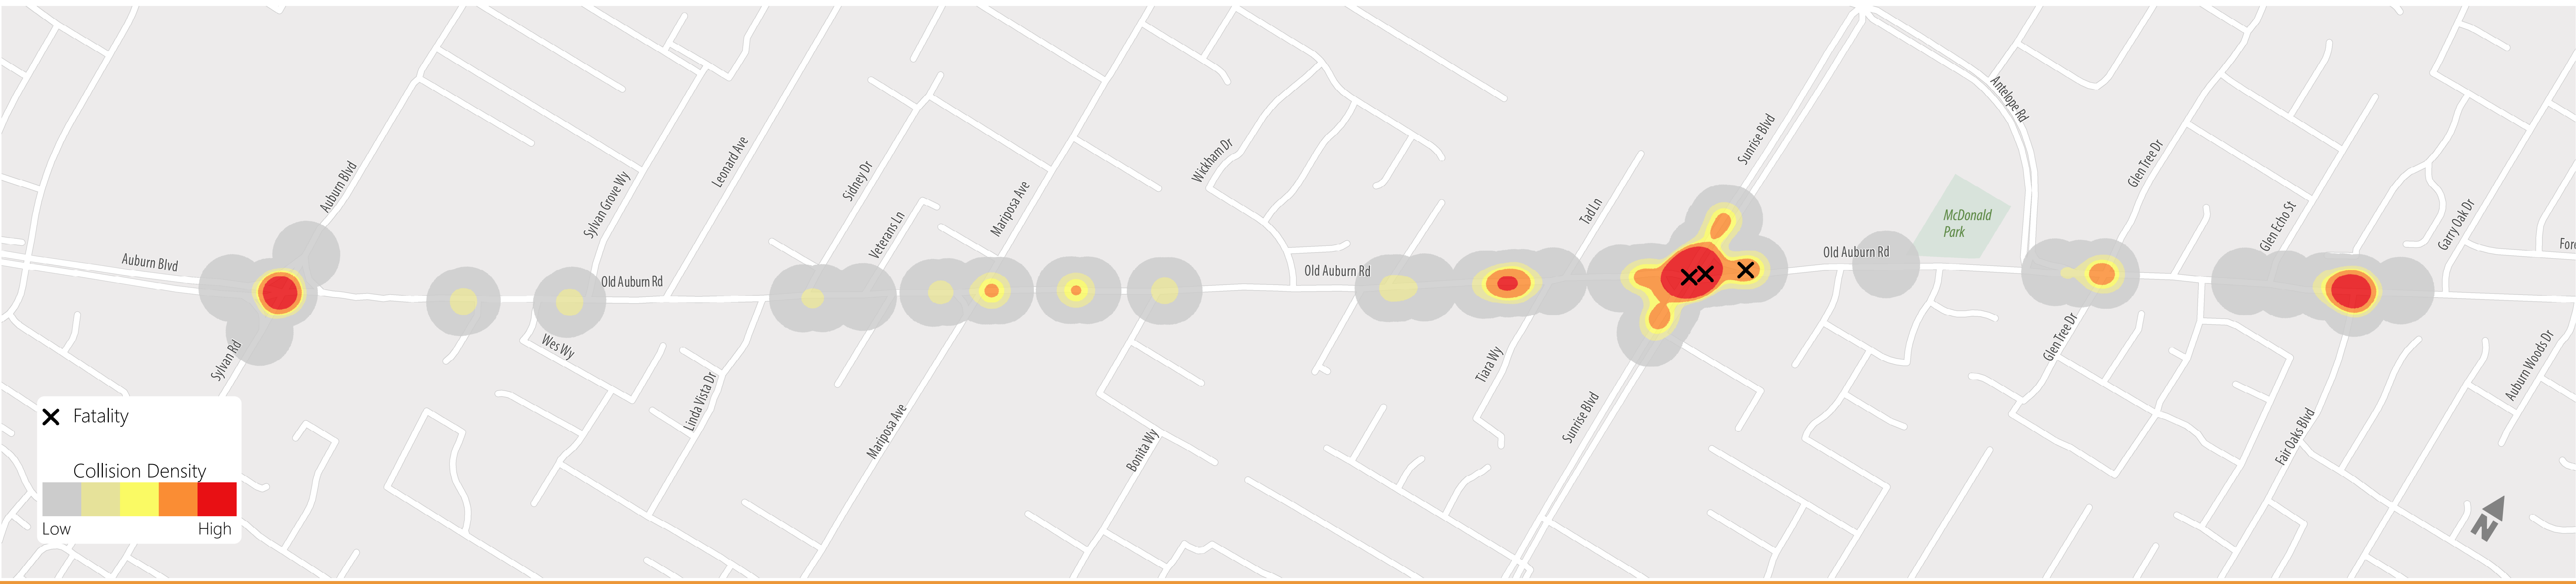 Auburn Blvd
Auburn Blvd
Sylvan Rd
Sylvan Grove Wy
Old Auburn Rd
Wes Wy
Leonard Ave
Linda Vista Dr
Sidney Dr
Veterans Ln
Mariposa Ave
Mariposa Ave
Bonita Wy
Wickham Dr
Old Auburn Rd
Tiara Wy
Tad Ln
Sunrise Blvd
Sunrise Blvd
Old Auburn Rd
McDonald
Park
Antelope Rd
Glen Tree Dr
Glen Tree Dr
Glen Echo St
Fair Oaks Blvd
Garry Oak Dr
Auburn Woods Dr
Fore
Fatality
Collision Density
Low
High
N